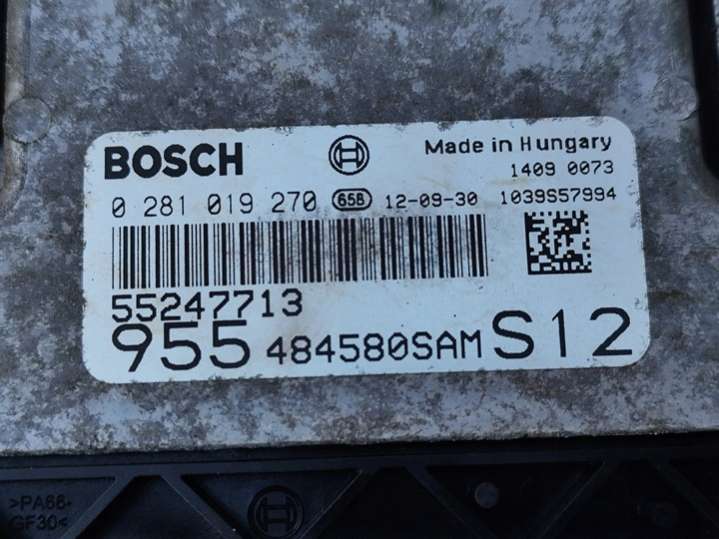 BOSCH Made in Hungary
1409 0073
0 281 019 270 658 12-09-30 1039S57994
55247713
955 484580SAM S12
>PA66-
GF30<